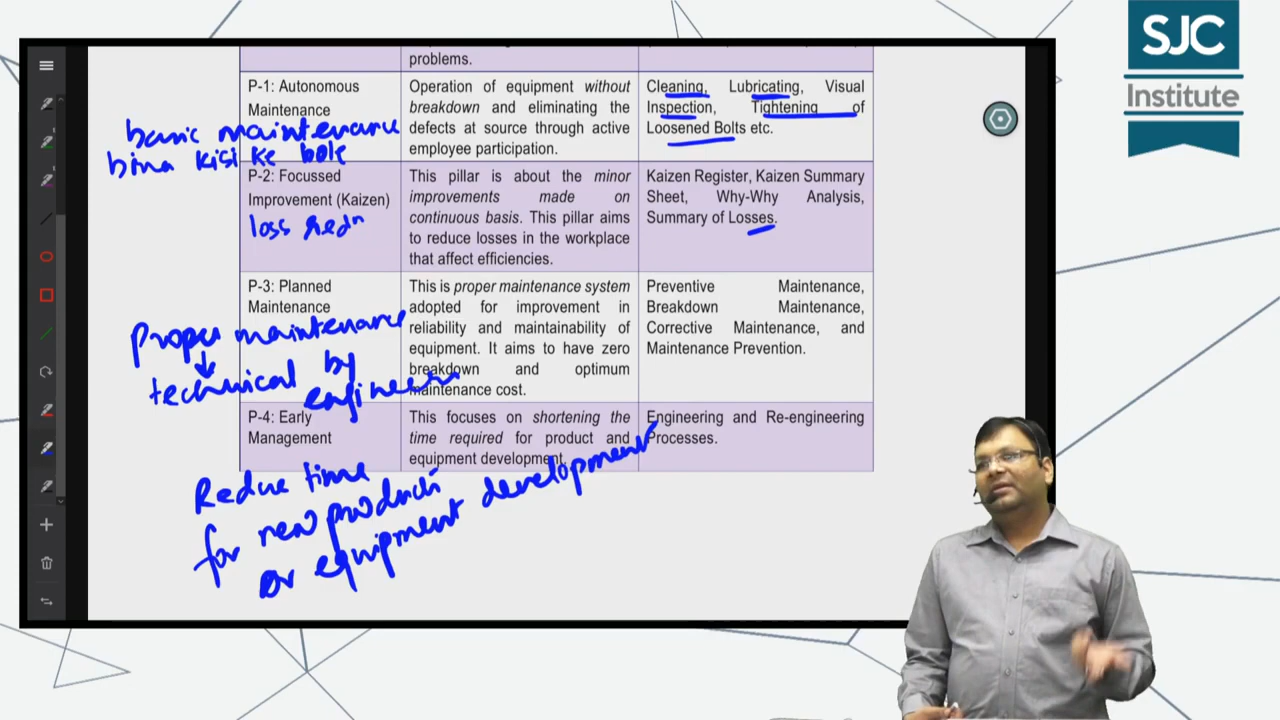 SJC
Institute
problems.
P-1: Autonomous
Maintenance
Operation of equipment without
breakdown and eliminating the
defects at source through active
employee participation.
Cleaning, Lubricating, Visual
Inspection, Tightening of
Loosened Bolts etc.
basic maintenance
bina kisi ke bole
P-2: Focussed
Improvement (Kaizen)
loss redn
This pillar is about the minor
improvements made on
continuous basis. This pillar aims
to reduce losses in the workplace
that affect efficiencies.
Kaizen Register, Kaizen Summary
Sheet, Why-Why Analysis,
Summary of Losses.
P-3: Planned
Maintenance
Proper maintenance
technical by
engineers
This is proper maintenance system
adopted for improvement in
reliability and maintainability of
equipment. It aims to have zero
breakdown and optimum
maintenance cost.
Preventive Maintenance,
Breakdown Maintenance,
Corrective Maintenance, and
Maintenance Prevention.
P-4: Early
Management
This focuses on shortening the
time required for product and
equipment development.
Engineering and Re-engineering
Processes.
Reduce time
for new products
or equipment development